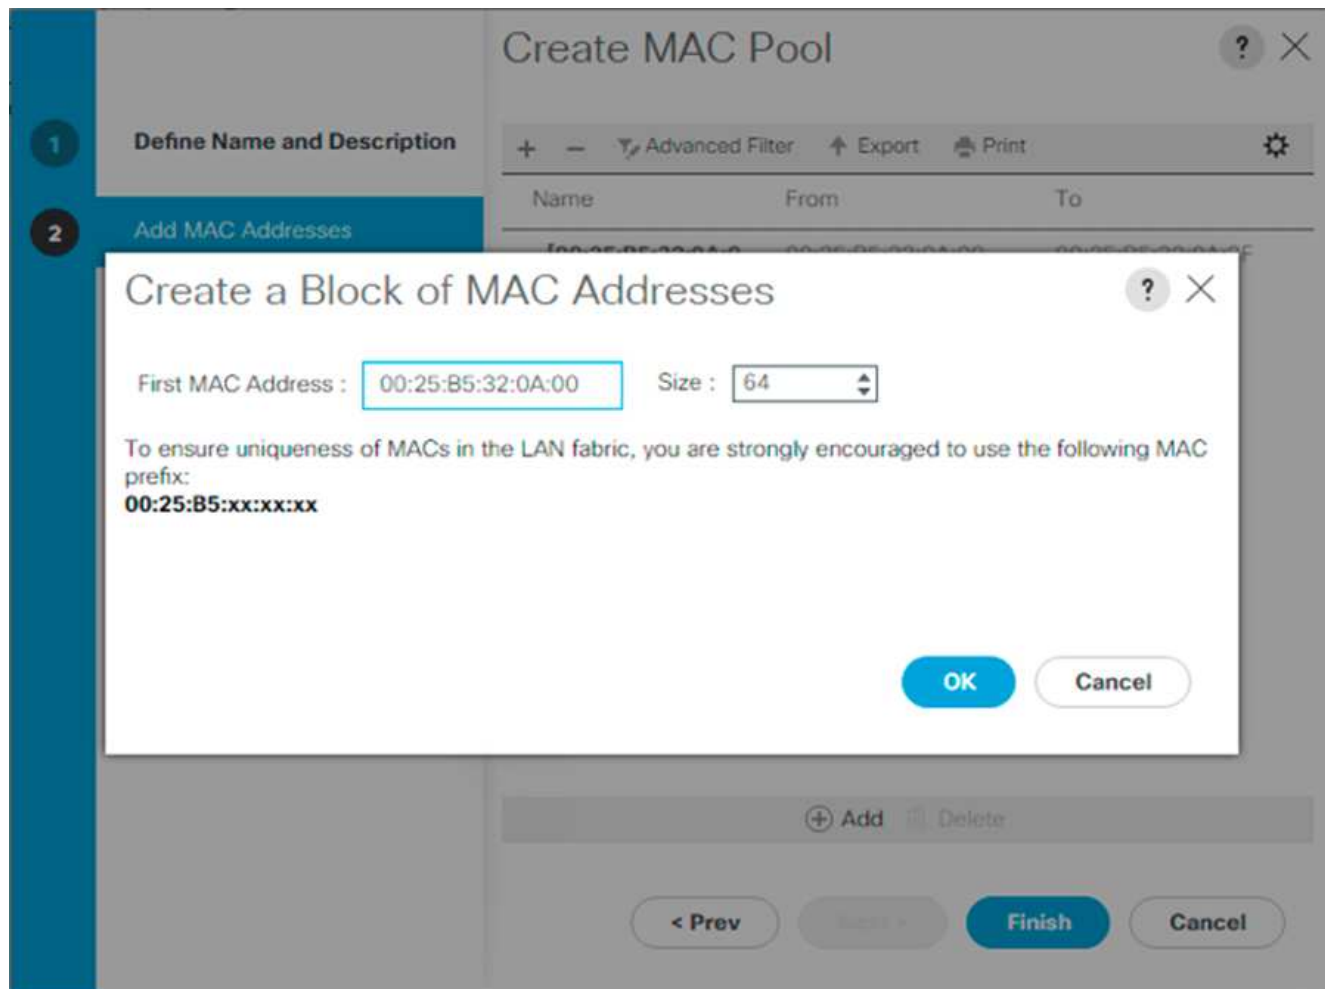 Create MAC Pool
?
1
Define Name and Description
+ − Advanced Filter Export Print
Name From To
2
Add MAC Addresses
Create a Block of MAC Addresses
?
First MAC Address : 00:25:B5:32:0A:00 Size : 64
To ensure uniqueness of MACs in the LAN fabric, you are strongly encouraged to use the following MAC
prefix:
00:25:B5:xx:xx:xx
OK Cancel
Add Delete
< Prev Next > Finish Cancel